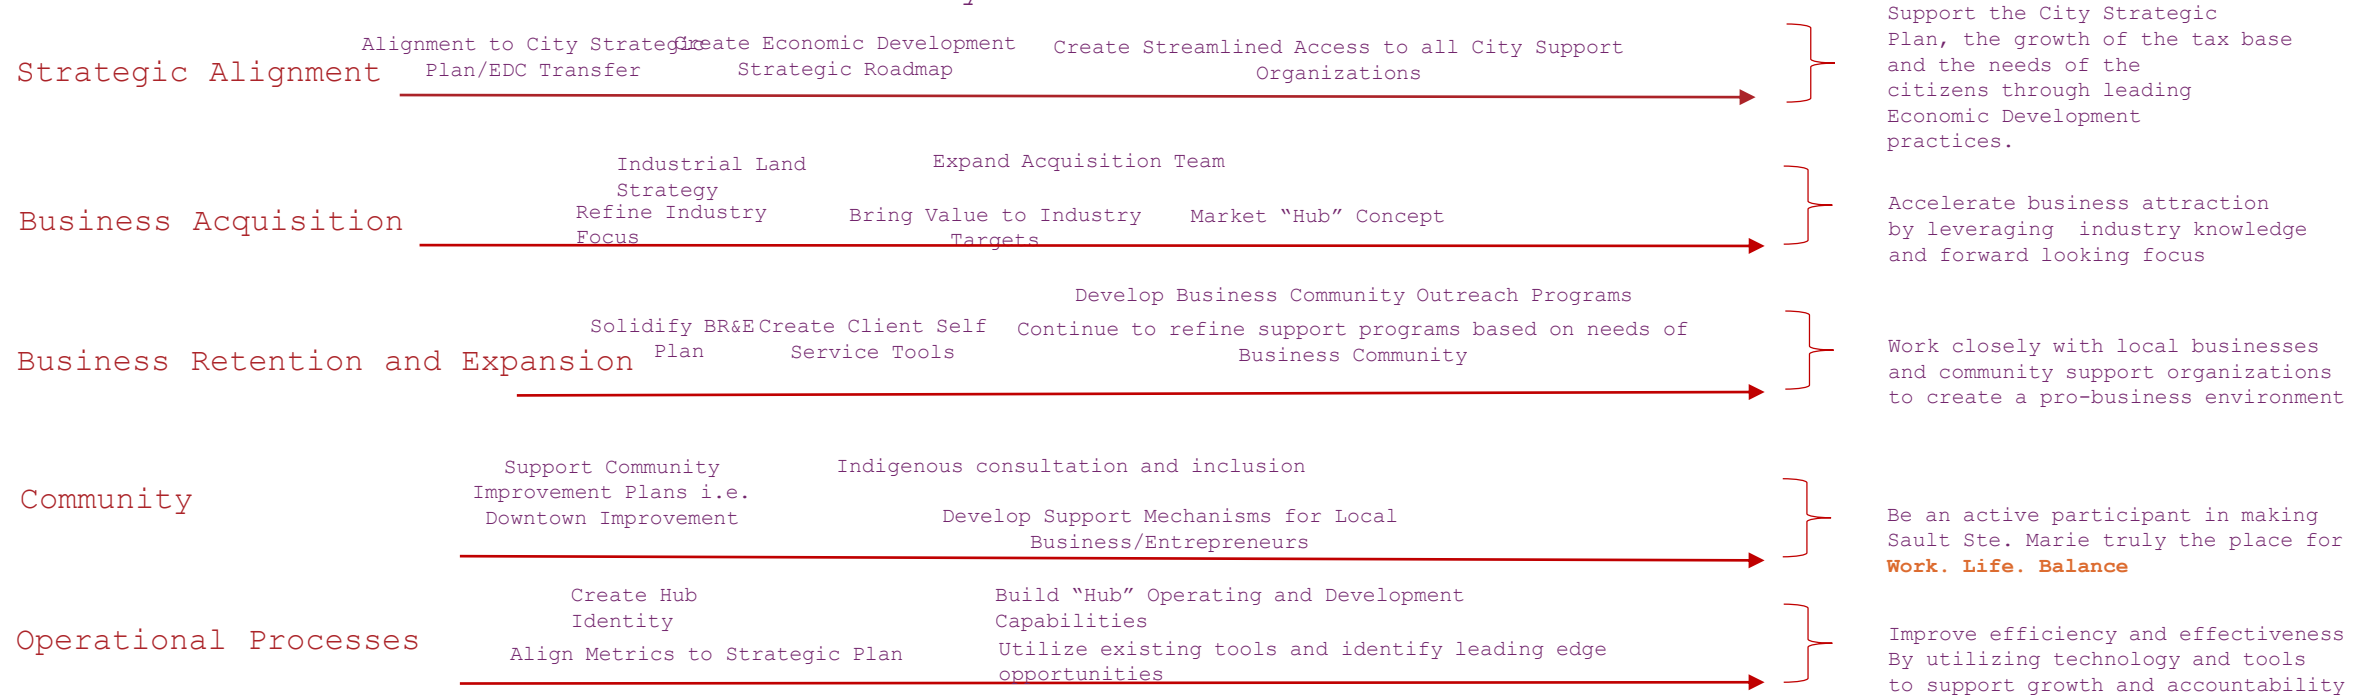 Strategic Alignment
Alignment to City Strategic
Plan/EDC Transfer
Create Economic Development
Strategic Roadmap
Create Streamlined Access to all City Support
Organizations
Support the City Strategic
Plan, the growth of the tax base
and the needs of the
citizens through leading
Economic Development
practices.
Business Acquisition
Industrial Land
Strategy
Refine Industry
Focus
Expand Acquisition Team
Bring Value to Industry
Targets
Market “Hub” Concept
Accelerate business attraction
by leveraging  industry knowledge
and forward looking focus
Business Retention and Expansion
Solidify BR&E
Plan
Create Client Self
Service Tools
Develop Business Community Outreach Programs
Continue to refine support programs based on needs of
Business Community
Work closely with local businesses
and community support organizations
to create a pro-business environment
Community
Support Community
Improvement Plans i.e.
Downtown Improvement
Indigenous consultation and inclusion
Develop Support Mechanisms for Local
Business/Entrepreneurs
Be an active participant in making
Sault Ste. Marie truly the place for
Work. Life. Balance
Operational Processes
Create Hub
Identity
Align Metrics to Strategic Plan
Build “Hub” Operating and Development
Capabilities
Utilize existing tools and identify leading edge
opportunities
Improve efficiency and effectiveness
By utilizing technology and tools
to support growth and accountability